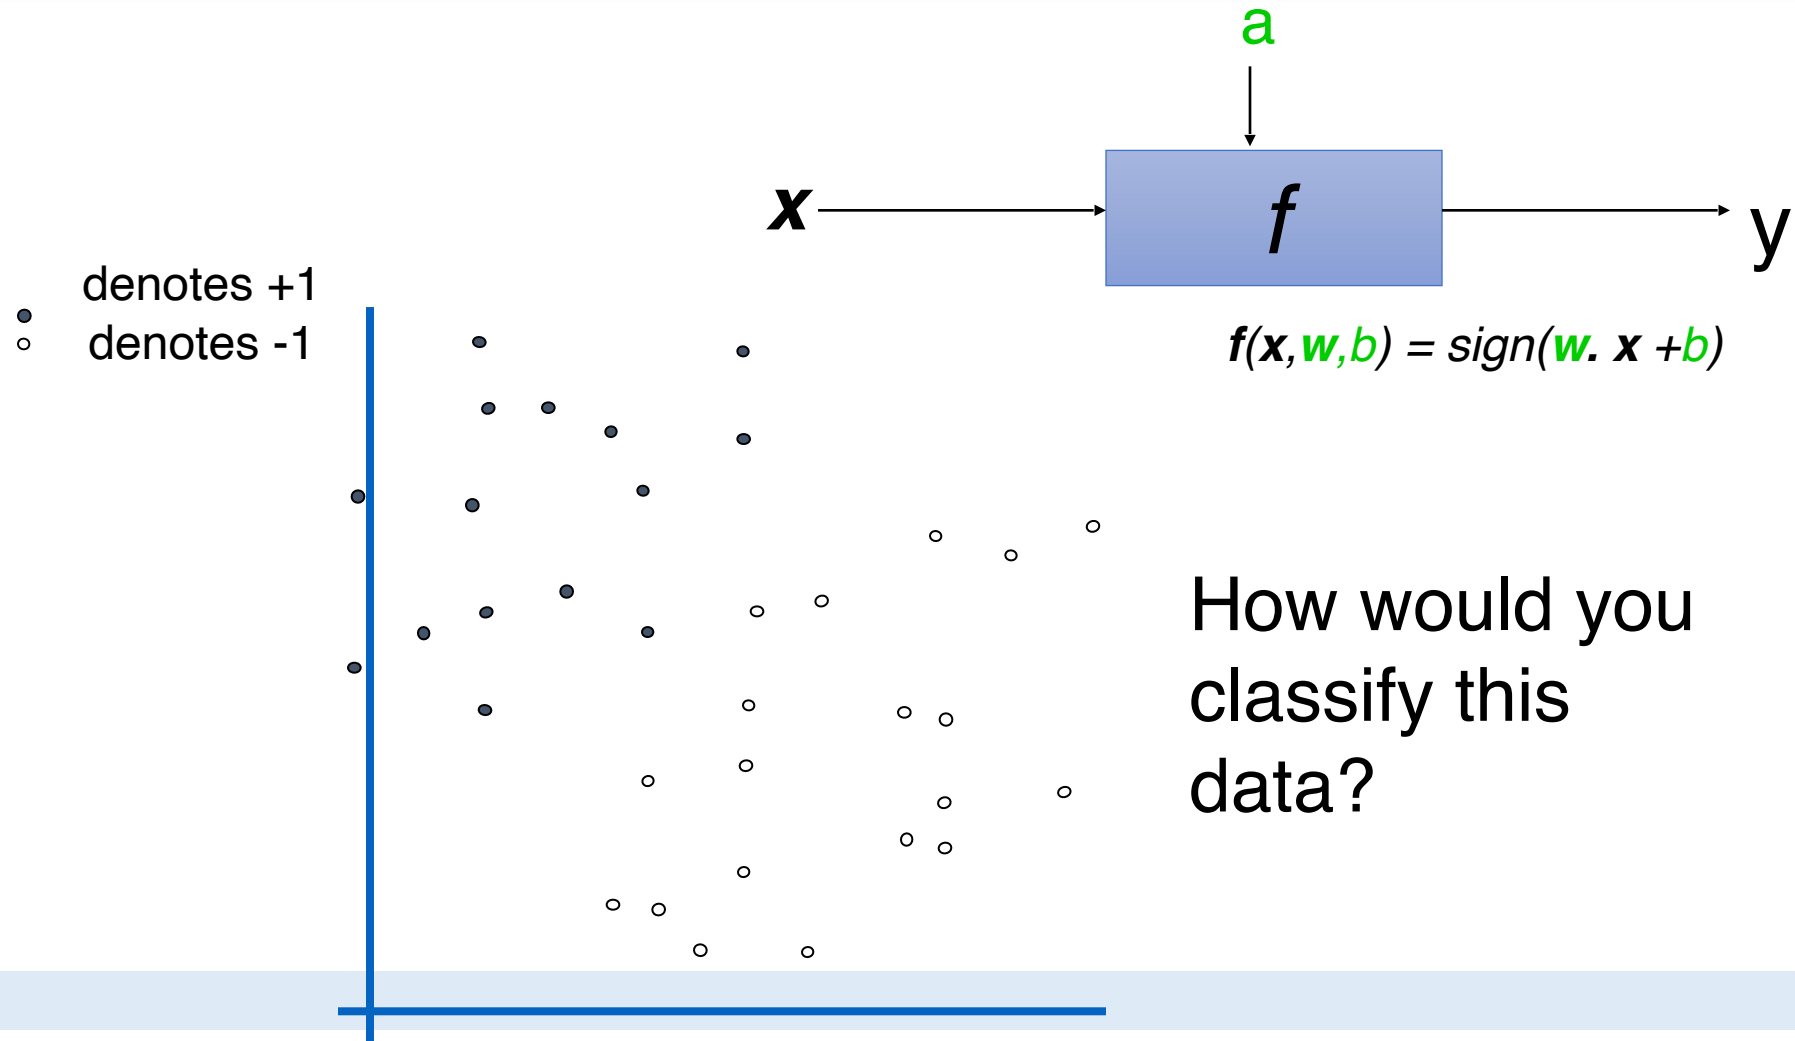 a
x
f
y
denotes +1
denotes -1
f(x,w,b) = sign(w. x +b)
How would you
classify this
data?